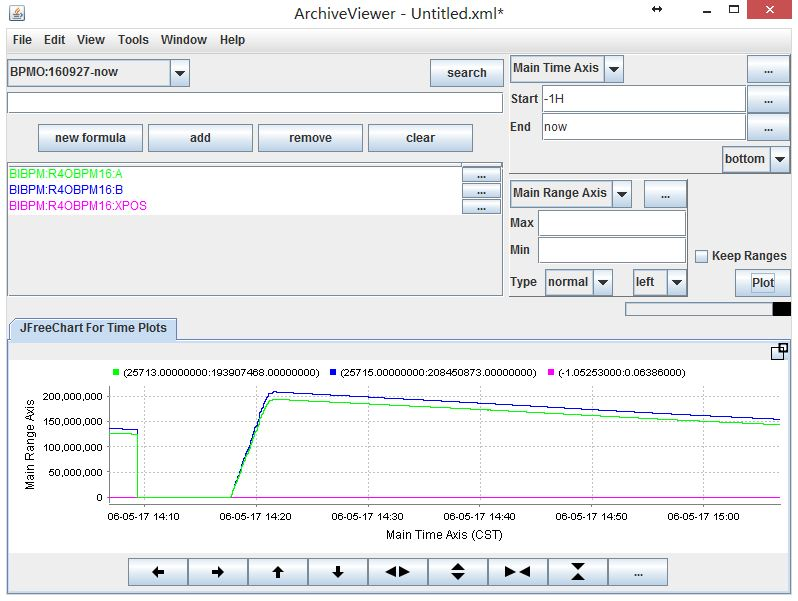 ArchiveViewer - Untitled.xml*
File Edit View Tools Window Help
BPMO:160927-now search
new formula add remove clear
BIBPM:R4OBPM16:A ...
BIBPM:R4OBPM16:B ...
BIBPM:R4OBPM16:XPOS ...
Main Time Axis ...
Start -1H ...
End now ...
bottom
Main Range Axis ...
Max
Min
Keep Ranges
Type normal left Plot
JFreeChart For Time Plots
(25713.00000000:193907468.00000000) (25715.00000000:208450873.00000000) (-1.05253000:0.06386000)
Main Range Axis
200,000,000
150,000,000
100,000,000
50,000,000
0
06-05-17 14:10 06-05-17 14:20 06-05-17 14:30 06-05-17 14:40 06-05-17 14:50 06-05-17 15:00
Main Time Axis (CST)
...